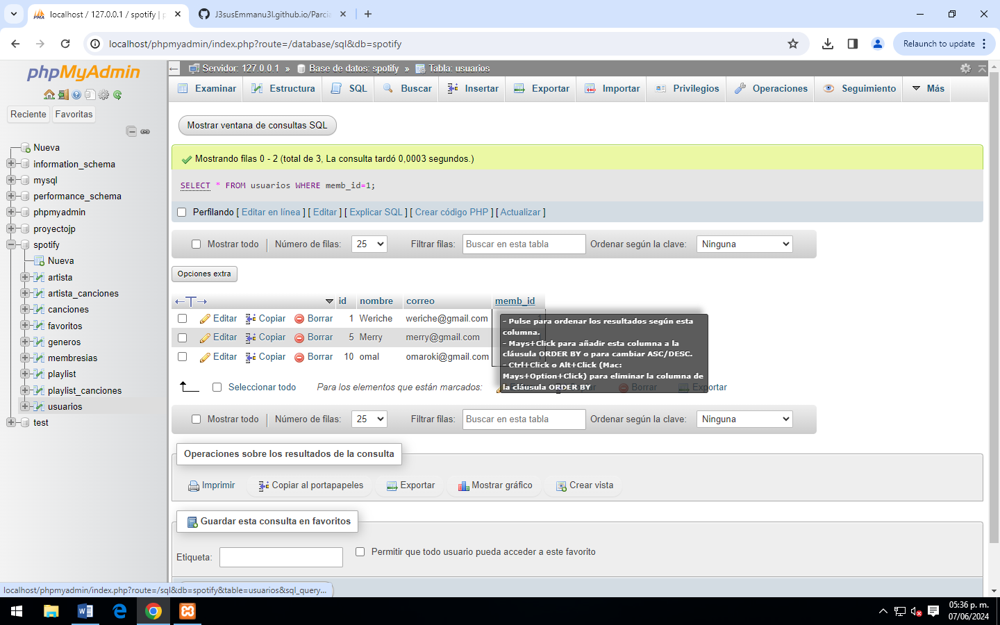 localhost / 127.0.0.1 / spotify | p
J3susEmmanu3l.github.io/Parcia
localhost/phpmyadmin/index.php?route=/database/sql&db=spotify
Relaunch to update
phpMyAdmin
Reciente
Favoritas
Nueva
information_schema
mysql
performance_schema
phpmyadmin
proyectojp
spotify
Nueva
artista
artista_canciones
canciones
favoritos
generos
membresias
playlist
playlist_canciones
usuarios
test
Servidor: 127.0.0.1 » Base de datos: spotify » Tabla: usuarios
Examinar Estructura SQL Buscar Insertar Exportar Importar Privilegios Operaciones Seguimiento Más
Mostrar ventana de consultas SQL
Mostrando filas 0 - 2 (total de 3, La consulta tardó 0,0003 segundos.)
SELECT * FROM usuarios WHERE memb_id=1;
Perfilando [ Editar en línea ] [ Editar ] [ Explicar SQL ] [ Crear código PHP ] [ Actualizar ]
Mostrar todo Número de filas: 25 Filtrar filas: Buscar en esta tabla Ordenar según la clave: Ninguna
Opciones extra
id nombre correo memb_id
Editar Copiar Borrar 1 Weriche weriche@gmail.com
Editar Copiar Borrar 5 Merry merry@gmail.com
Editar Copiar Borrar 10 omal omaroki@gmail.com
- Pulse para ordenar los resultados según esta
columna.
- Mays+Click para añadir esta columna a la
cláusula ORDER BY o para cambiar ASC/DESC.
- Ctrl+Click o Alt+Click (Mac:
Mays+Option+Click) para eliminar la columna de
la cláusula ORDER BY
Seleccionar todo Para los elementos que están marcados: Borrar Exportar
Mostrar todo Número de filas: 25 Filtrar filas: Buscar en esta tabla Ordenar según la clave: Ninguna
Operaciones sobre los resultados de la consulta
Imprimir Copiar al portapapeles Exportar Mostrar gráfico Crear vista
Guardar esta consulta en favoritos
Etiqueta: Permitir que todo usuario pueda acceder a este favorito
localhost/phpmyadmin/index.php?route=/sql&db=spotify&table=usuarios&sql_query...
05:36 p. m.
07/06/2024